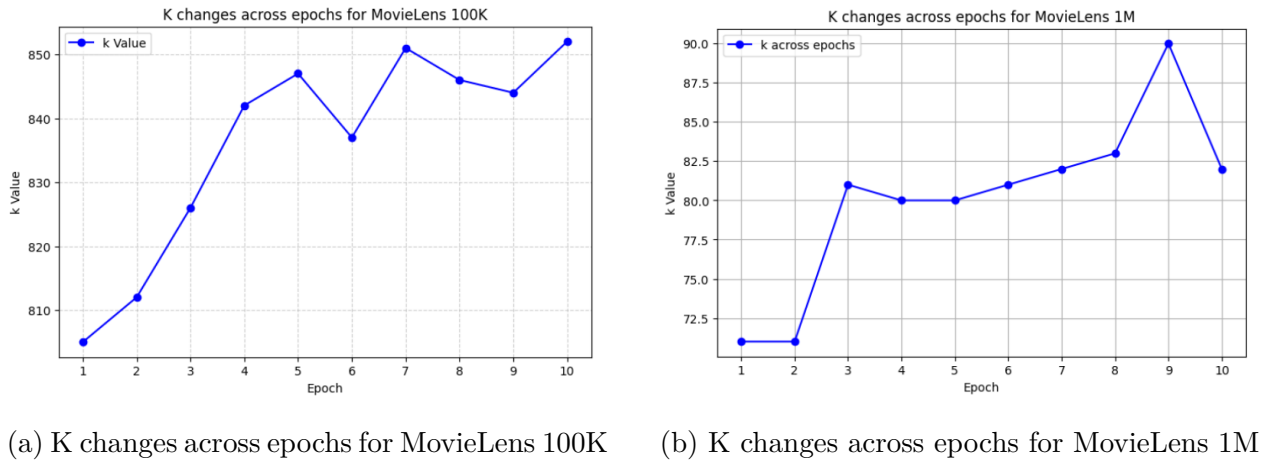 K changes across epochs for MovieLens 100K
k Value
k Value
850
840
830
820
810
1 2 3 4 5 6 7 8 9 10
Epoch
(a) K changes across epochs for MovieLens 100K
K changes across epochs for MovieLens 1M
k across epochs
k Value
90.0
87.5
85.0
82.5
80.0
77.5
75.0
72.5
1 2 3 4 5 6 7 8 9 10
Epoch
(b) K changes across epochs for MovieLens 1M